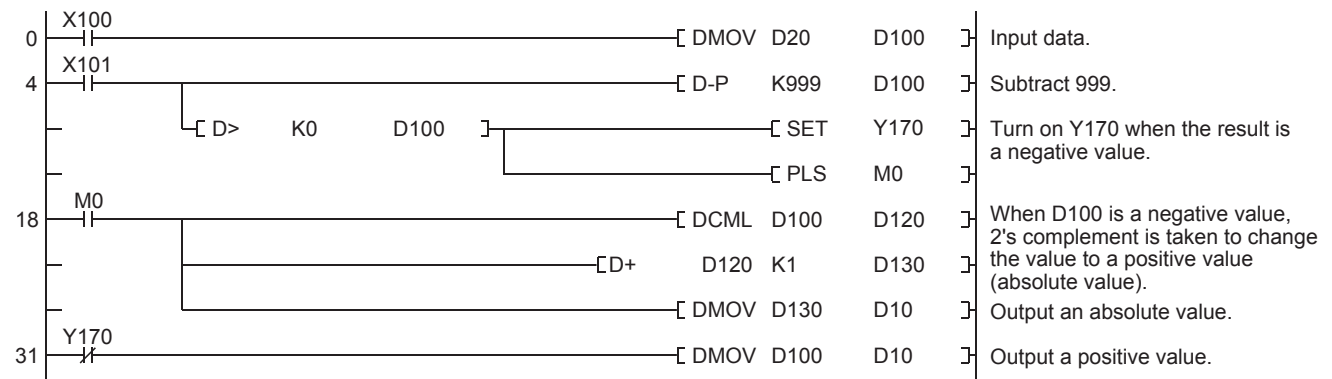 X100
0 DMOV D20 D100 Input data.
X101
4 D-P K999 D100 Subtract 999.
D> K0 D100 SET Y170 Turn on Y170 when the result is
a negative value.
PLS M0
M0
18 DCML D100 D120 When D100 is a negative value,
2's complement is taken to change
D+ D120 K1 D130 the value to a positive value
(absolute value).
DMOV D130 D10 Output an absolute value.
Y170
31 DMOV D100 D10 Output a positive value.